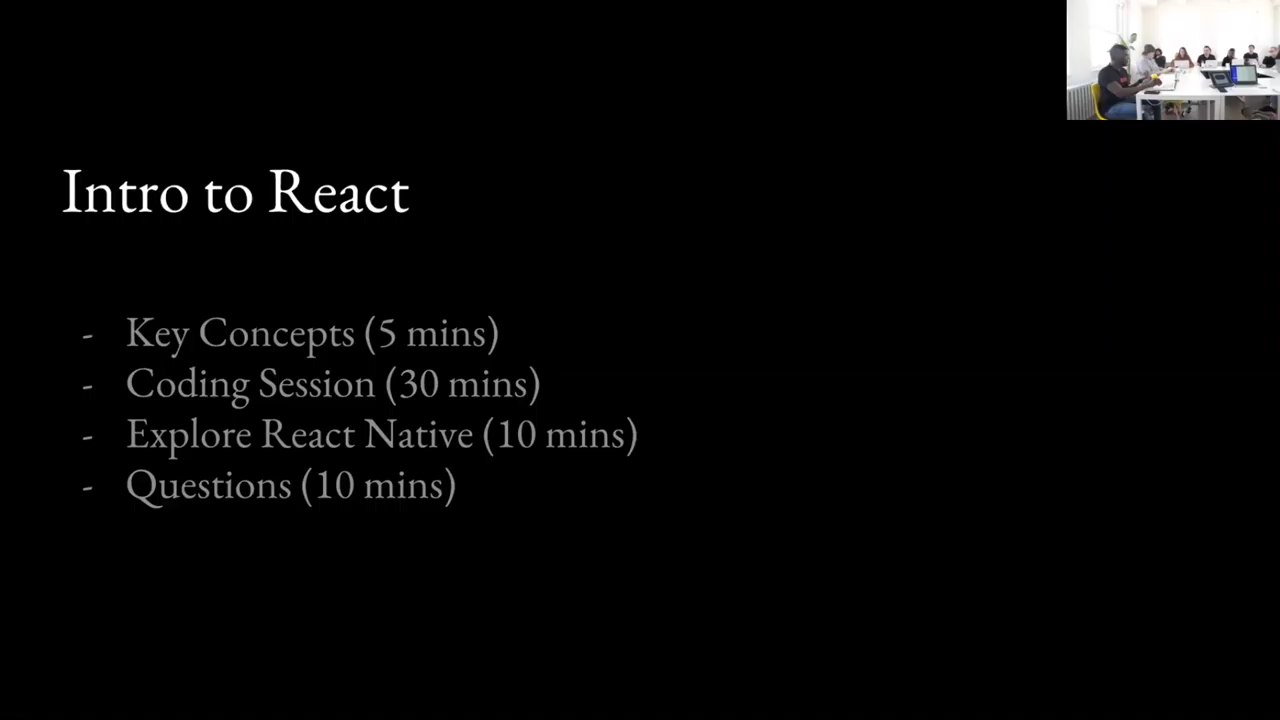 Intro to React
- Key Concepts (5 mins)
- Coding Session (30 mins)
- Explore React Native (10 mins)
- Questions (10 mins)